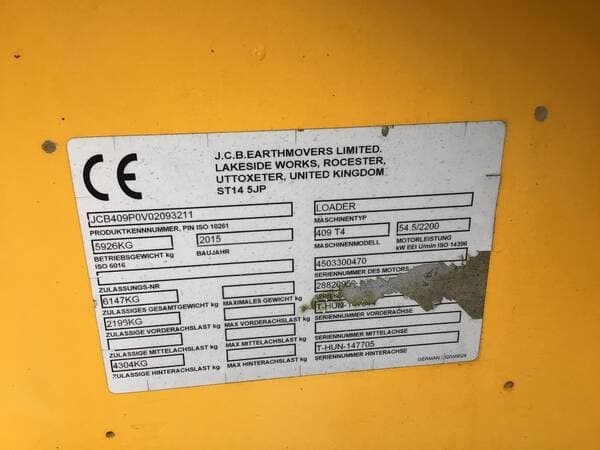 CE
J.C.B.EARTHMOVERS LIMITED.
LAKESIDE WORKS, ROCESTER,
UTTOXETER, UNITED KINGDOM
ST14 5JP
JCB409P0V02093211
PRODUKTKENNNUMMER, PIN ISO 10261
5926KG 2015
BETRIEBSGEWICHT kg BAUJAHR
ISO 6016
ZULASSUNGS-NR
6147KG
ZULASSIGES GESAMTGEWICHT kg MAXIMALES GEWICHT kg
2195KG
ZULASSIGE VORDERACHSLAST kg MAX VORDERACHSLAST kg
ZULASSIGE MITTELACHSLAST kg MAX MITTELACHSLAST kg
4304KG
ZULASSIGE HINTERACHSLAST kg MAX HINTERACHSLAST kg
LOADER
MASCHINENTYP
409 T4 54.5/2200
MASCHINENMODELL MOTORLEISTUNG
kW EEI U/min ISO 14396
4503300470
SERIENNUMMER DES MOTORS
28820959
T-HUN-
SERIENNUMMER VORDERACHSE
SERIENNUMMER MITTELACHSE
T-HUN-147705
SERIENNUMMER HINTERACHSE
GERMAN